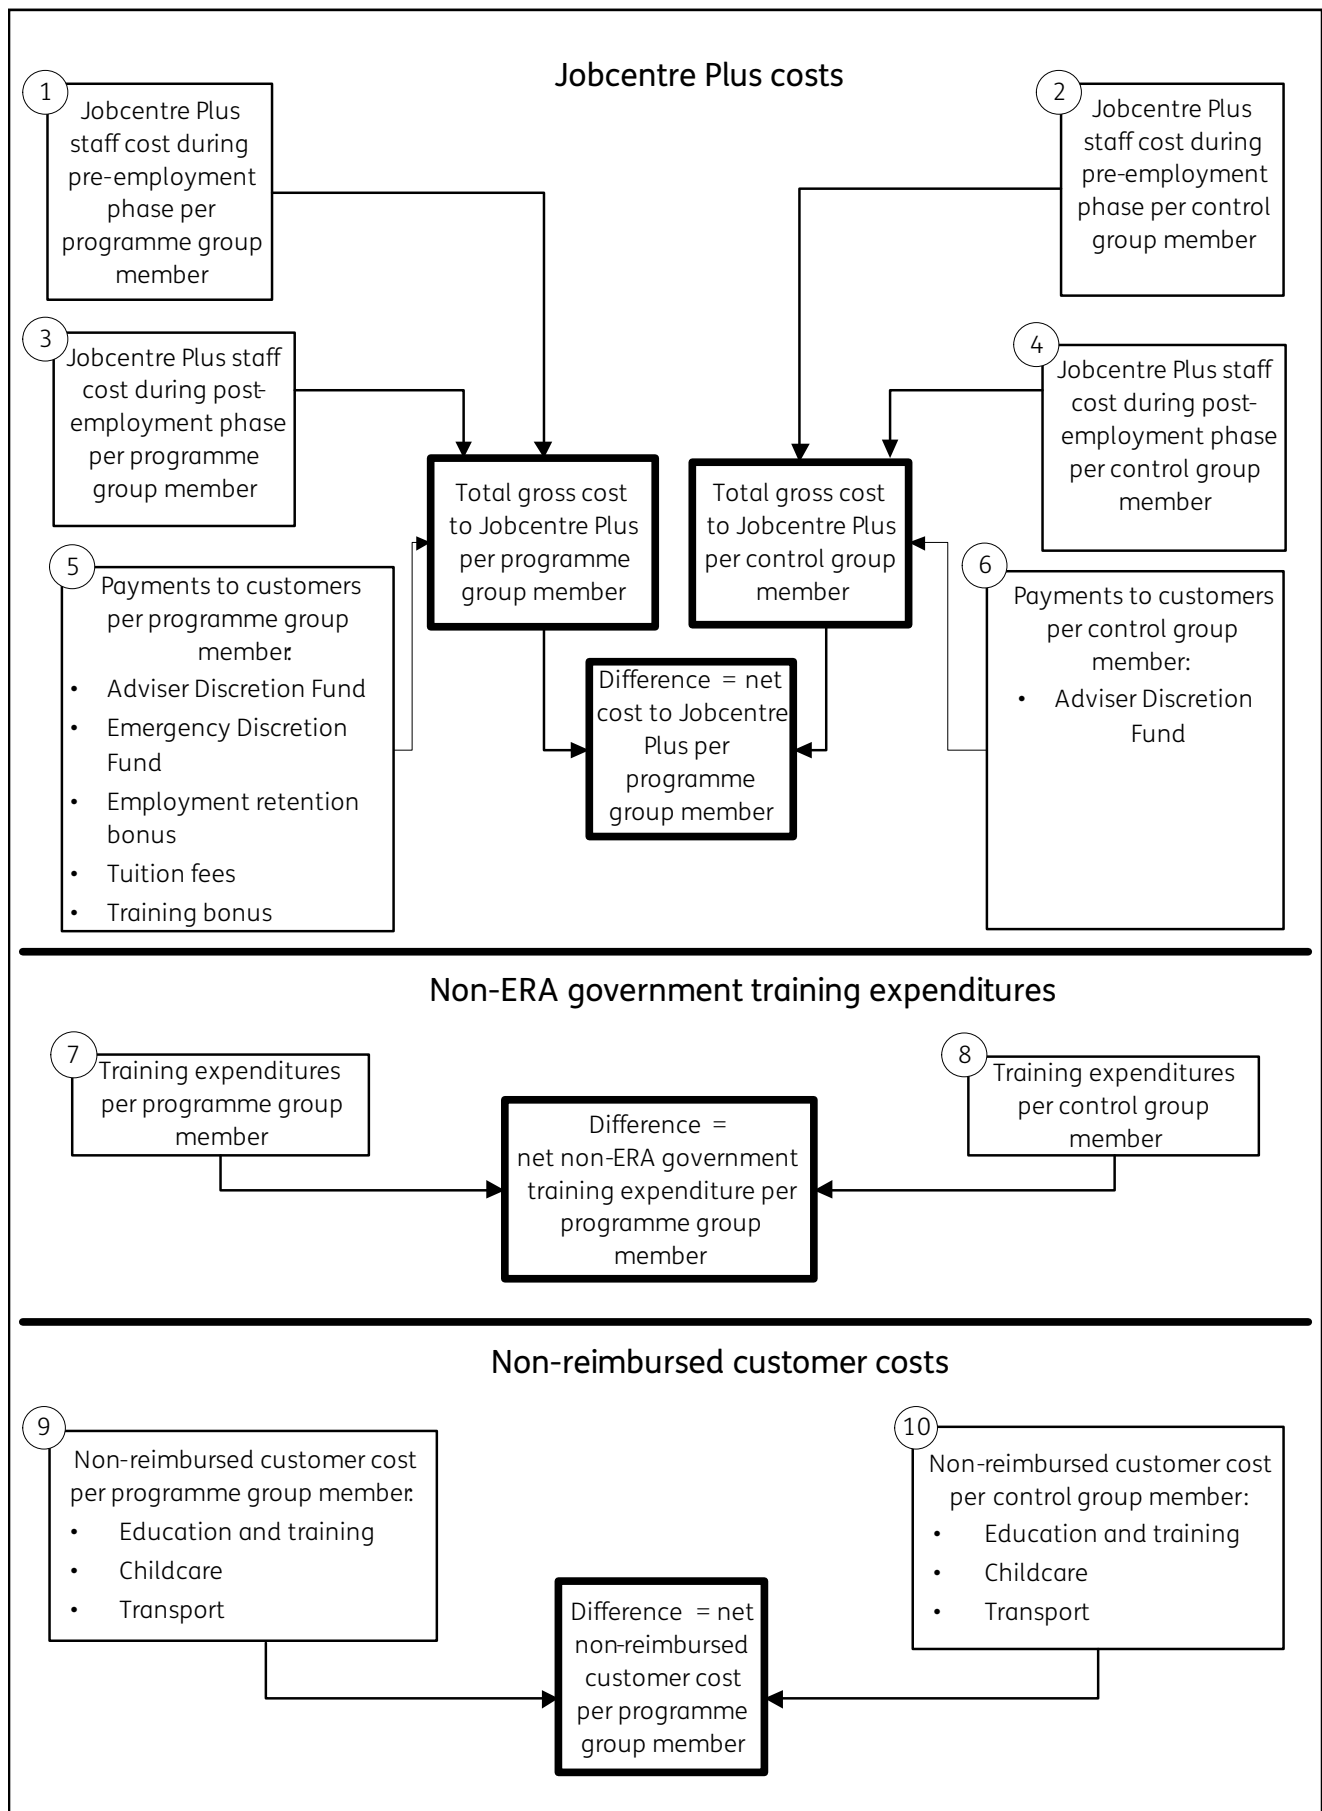 Jobcentre Plus costs
1
Jobcentre Plus
staff cost during
pre-employment
phase per
programme group
member
2
Jobcentre Plus
staff cost during
pre-employment
phase per control
group member
3
Jobcentre Plus staff
cost during post-
employment phase
per programme
group member
4
Jobcentre Plus staff
cost during post-
employment phase
per control group
member
Total gross cost
to Jobcentre Plus
per programme
group member
Total gross cost
to Jobcentre Plus
per control group
member
5
Payments to customers
per programme group
member:
• Adviser Discretion Fund
• Emergency Discretion
Fund
• Employment retention
bonus
• Tuition fees
• Training bonus
6
Payments to customers
per control group
member:
• Adviser Discretion
Fund
Difference = net
cost to Jobcentre
Plus per
programme
group member
Non-ERA government training expenditures
7
Training expenditures
per programme group
member
8
Training expenditures
per control group
member
Difference =
net non-ERA government
training expenditure per
programme group
member
Non-reimbursed customer costs
9
Non-reimbursed customer cost
per programme group member:
• Education and training
• Childcare
• Transport
10
Non-reimbursed customer cost
per control group member:
• Education and training
• Childcare
• Transport
Difference = net
non-reimbursed
customer cost
per programme
group member